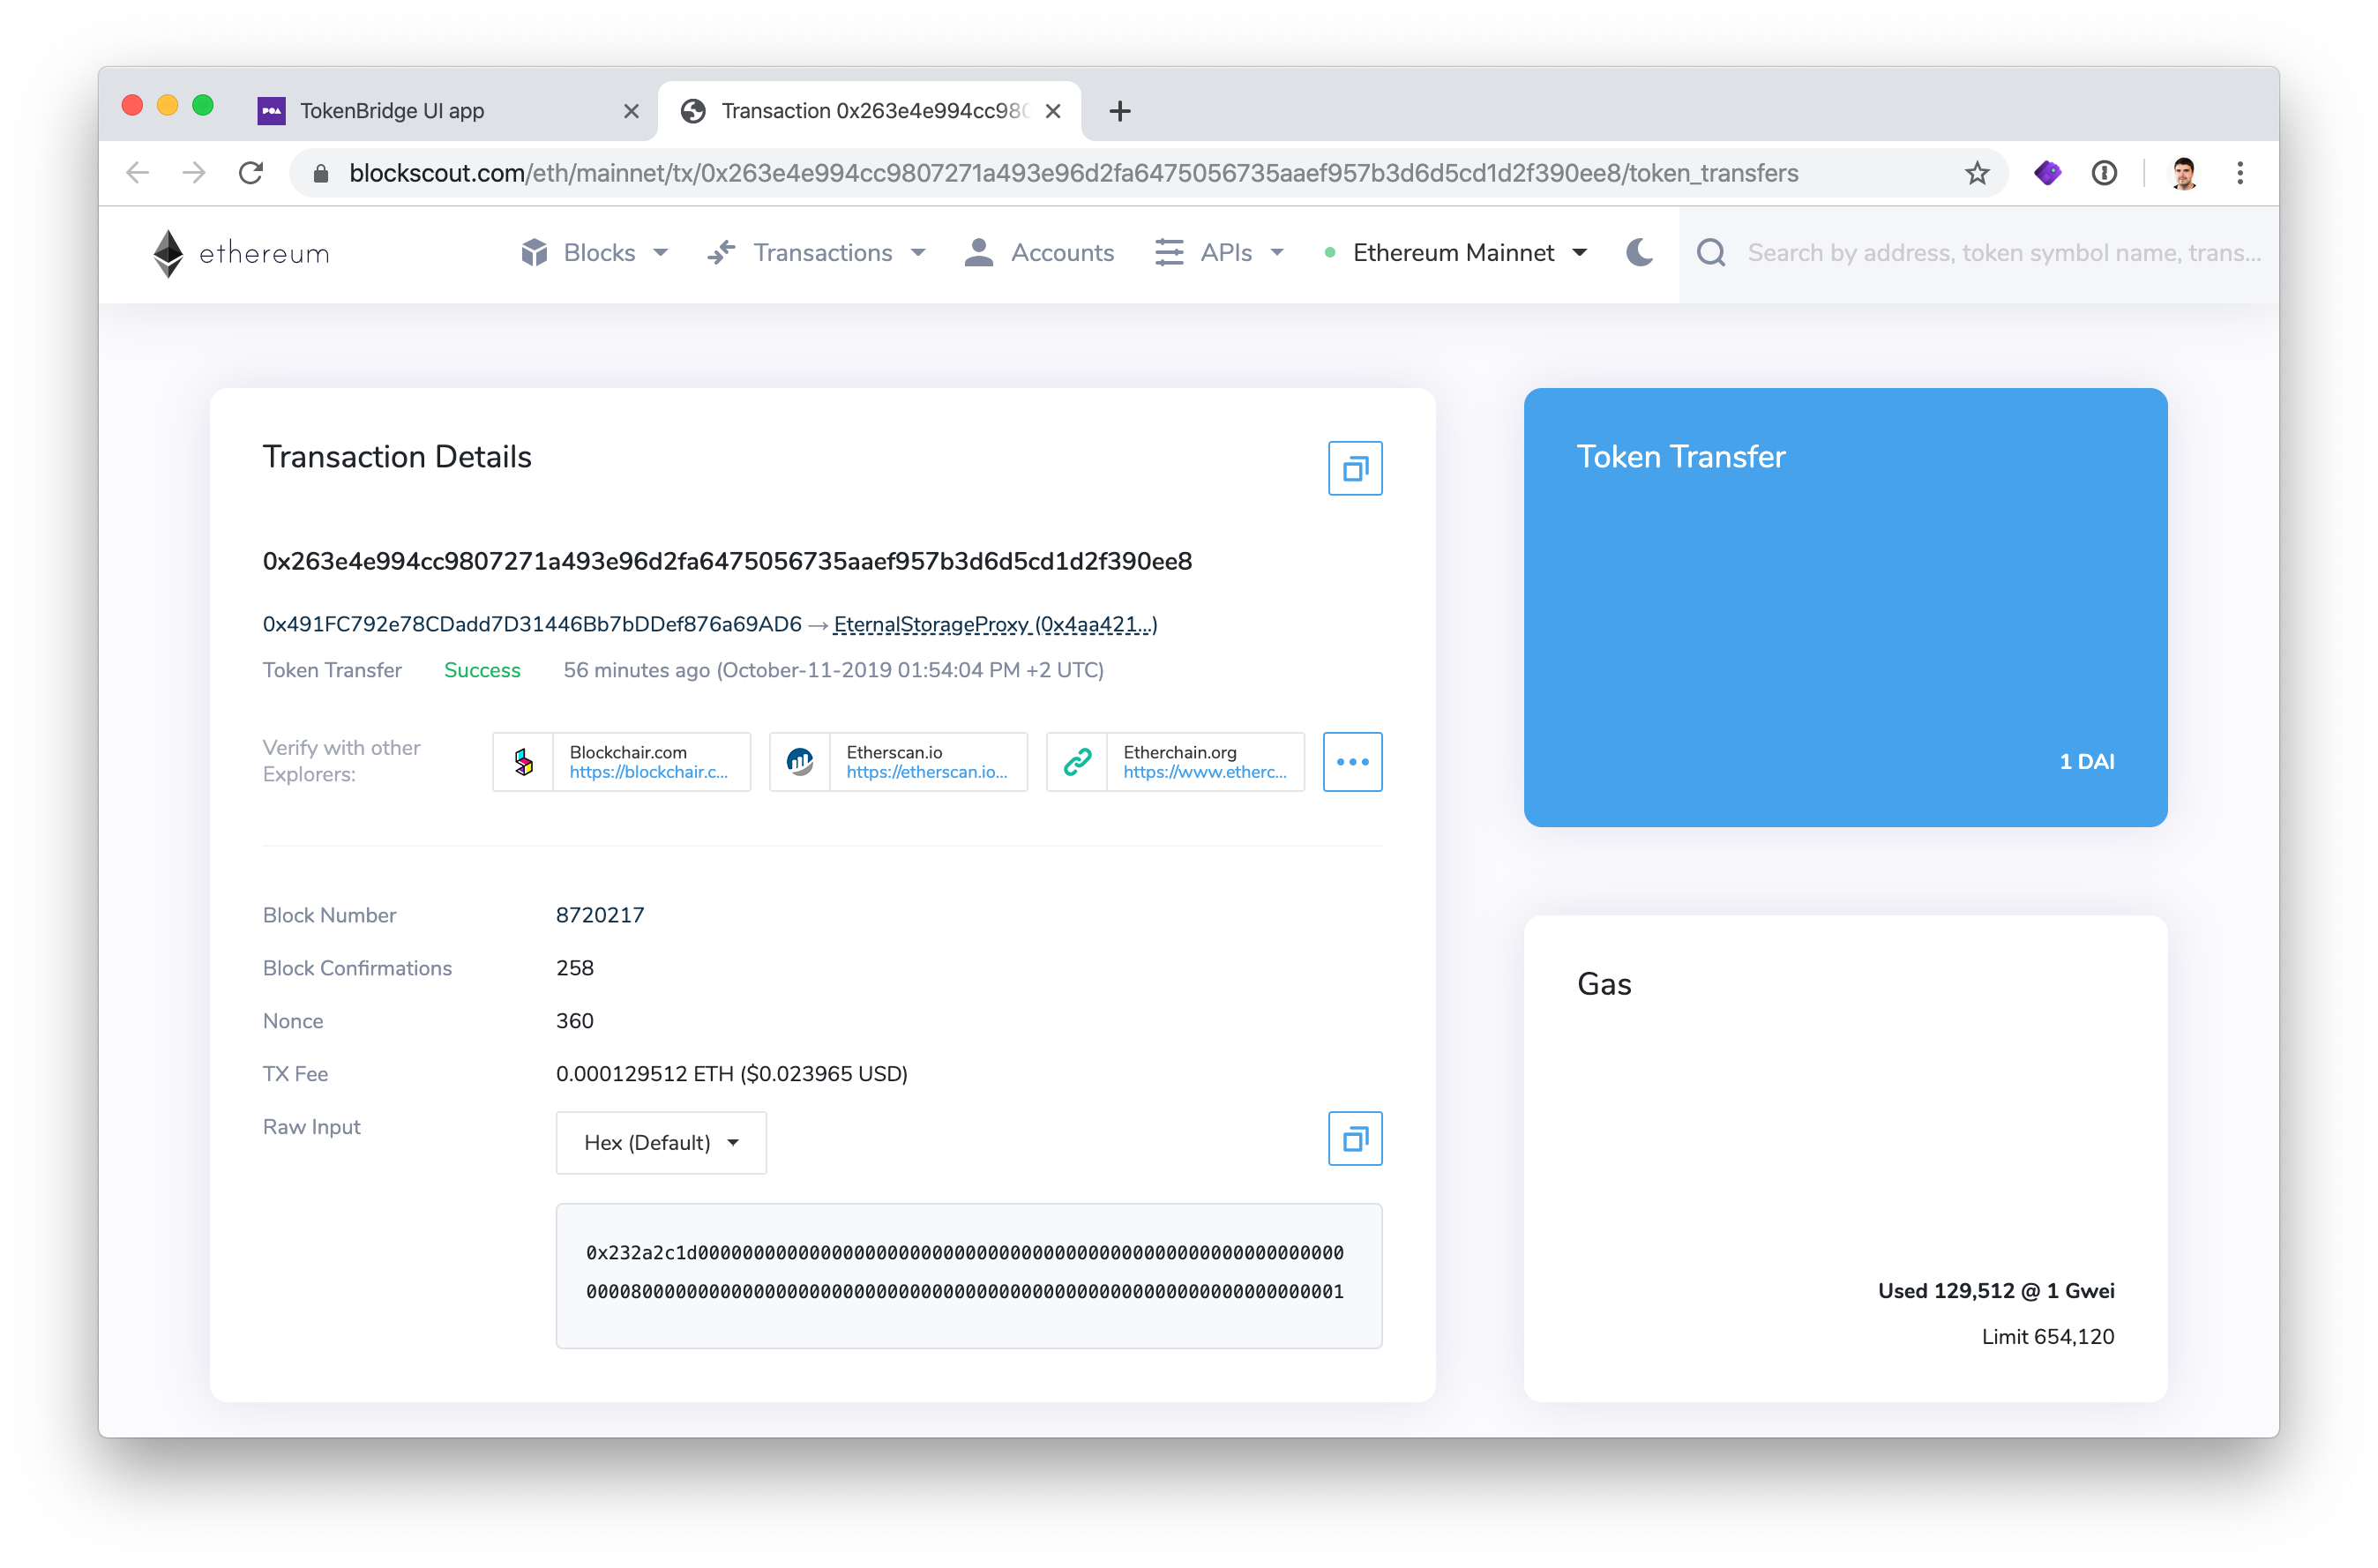 TokenBridge UI app
Transaction 0x263e4e994cc980
blockscout.com/eth/mainnet/tx/0x263e4e994cc9807271a493e96d2fa6475056735aaef957b3d6d5cd1d2f390ee8/token_transfers
ethereum
Blocks
Transactions
Accounts
APIs
Ethereum Mainnet
Search by address, token symbol name, trans...
Transaction Details
0x263e4e994cc9807271a493e96d2fa6475056735aaef957b3d6d5cd1d2f390ee8
0x491FC792e78CDadd7D31446Bb7bDDef876a69AD6 → EternalStorageProxy (0x4aa421...)
Token Transfer Success 56 minutes ago (October-11-2019 01:54:04 PM +2 UTC)
Verify with other
Explorers:
Blockchair.com
https://blockchair.c...
Etherscan.io
https://etherscan.io...
Etherchain.org
https://www.etherc...
Block Number 8720217
Block Confirmations 258
Nonce 360
TX Fee 0.000129512 ETH ($0.023965 USD)
Raw Input Hex (Default)
0x232a2c1d0000000000000000000000000000000000000000000000000000000000
000080000000000000000000000000000000000000000000000000000000000000001
Token Transfer
1 DAI
Gas
Used 129,512 @ 1 Gwei
Limit 654,120